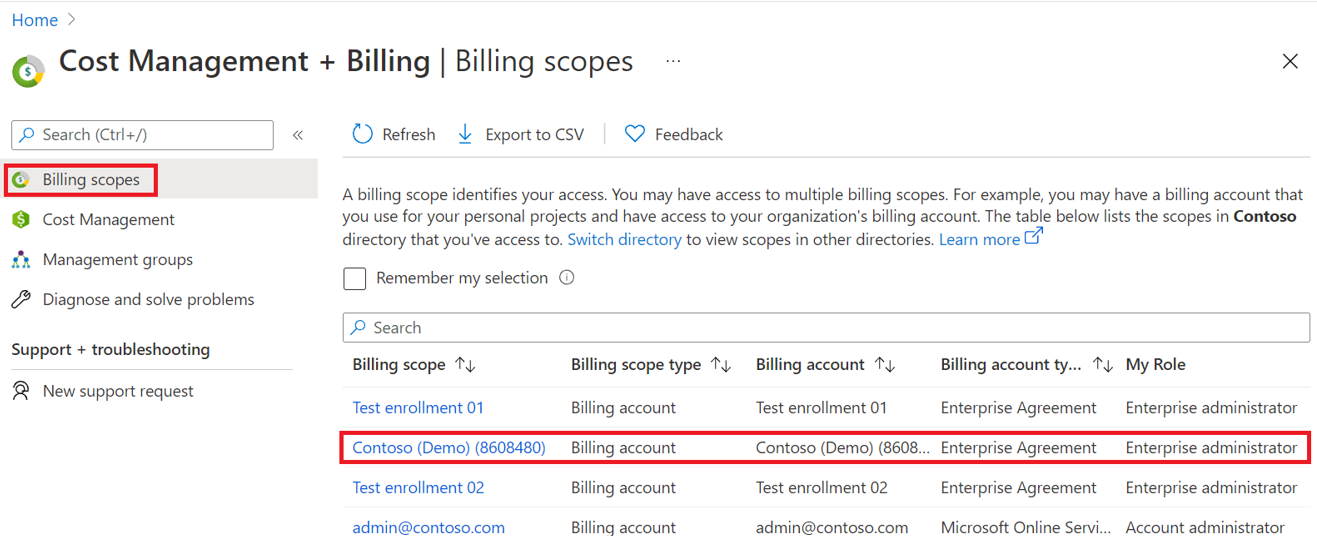 Home
Cost Management + Billing | Billing scopes ...
Search (Ctrl+/) «
Refresh Export to CSV Feedback
Billing scopes
Cost Management
Management groups
Diagnose and solve problems
Support + troubleshooting
New support request
A billing scope identifies your access. You may have access to multiple billing scopes. For example, you may have a billing account that
you use for your personal projects and have access to your organization's billing account. The table below lists the scopes in Contoso
directory that you've access to. Switch directory to view scopes in other directories. Learn more
Remember my selection
Search
Billing scope ↑↓ Billing scope type ↑↓ Billing account ↑↓ Billing account ty... ↑↓ My Role
Test enrollment 01 Billing account Test enrollment 01 Enterprise Agreement Enterprise administrator
Contoso (Demo) (8608480) Billing account Contoso (Demo) (8608... Enterprise Agreement Enterprise administrator
Test enrollment 02 Billing account Test enrollment 02 Enterprise Agreement Enterprise administrator
admin@contoso.com Billing account admin@contoso.com Microsoft Online Servi... Account administrator